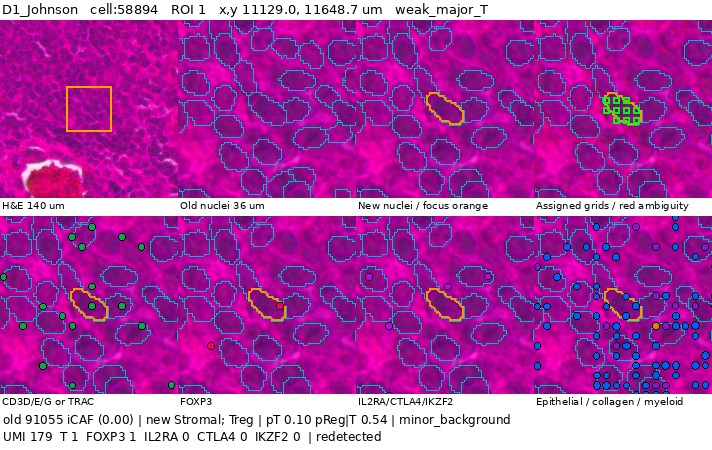 D1_Johnson cell:58894 ROI 1 x,y 11129.0, 11648.7 um weak_major_T
H&E 140 um
Old nuclei 36 um
New nuclei / focus orange
Assigned grids / red ambiguity
CD3D/E/G or TRAC
FOXP3
IL2RA/CTLA4/IKZF2
Epithelial / collagen / myeloid
old 91055 iCAF (0.00) | new Stromal; Treg | pT 0.10 pReg|T 0.54 | minor_background
UMI 179 T 1 FOXP3 1 IL2RA 0 CTLA4 0 IKZF2 0 | redetected